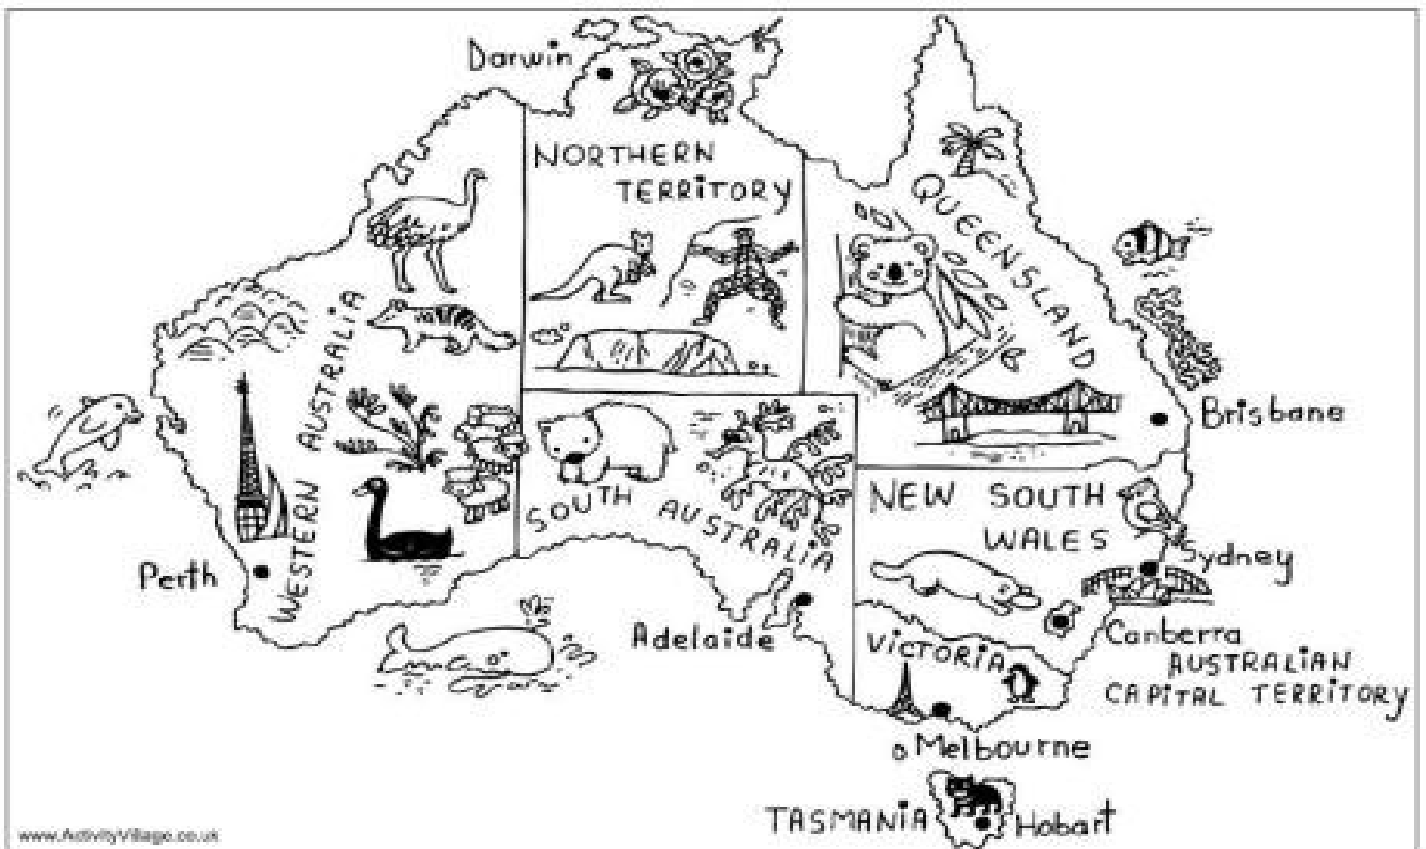 Darwin
NORTHERN
TERRITORY
QUEENSLAND
WESTERN AUSTRALIA
Brisbane
SOUTH AUSTRALIA
NEW SOUTH
WALES
Sydney
Perth
Adelaide
Canberra
AUSTRALIAN
CAPITAL TERRITORY
VICTORIA
Melbourne
TASMANIA
Hobart
www.ActivityVillage.co.uk